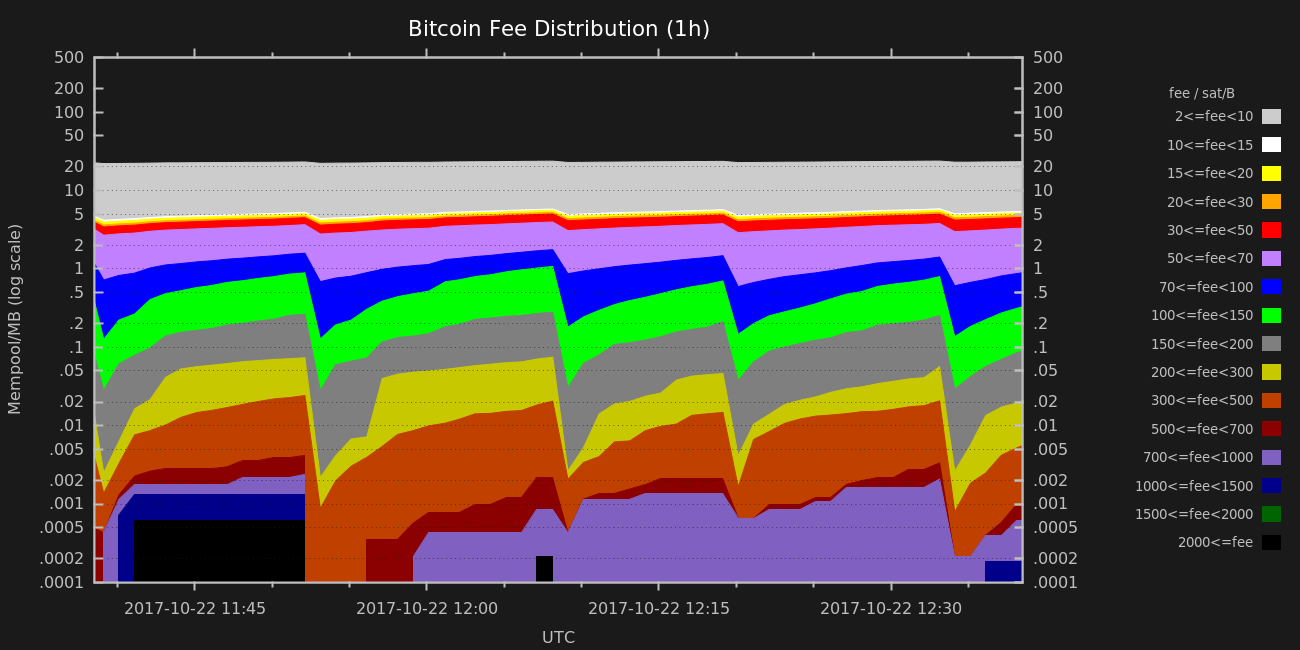 Bitcoin Fee Distribution (1h)
500
200
100
50
20
10
5
2
1
.5
.2
.1
.05
.02
.01
.005
.002
.001
.0005
.0002
.0001
Mempool/MB (log scale)
500
200
100
50
20
10
5
2
1
.5
.2
.1
.05
.02
.01
.005
.002
.001
.0005
.0002
.0001
2017-10-22 11:45
2017-10-22 12:00
2017-10-22 12:15
2017-10-22 12:30
UTC
fee / sat/B
2<=fee<10
10<=fee<15
15<=fee<20
20<=fee<30
30<=fee<50
50<=fee<70
70<=fee<100
100<=fee<150
150<=fee<200
200<=fee<300
300<=fee<500
500<=fee<700
700<=fee<1000
1000<=fee<1500
1500<=fee<2000
2000<=fee